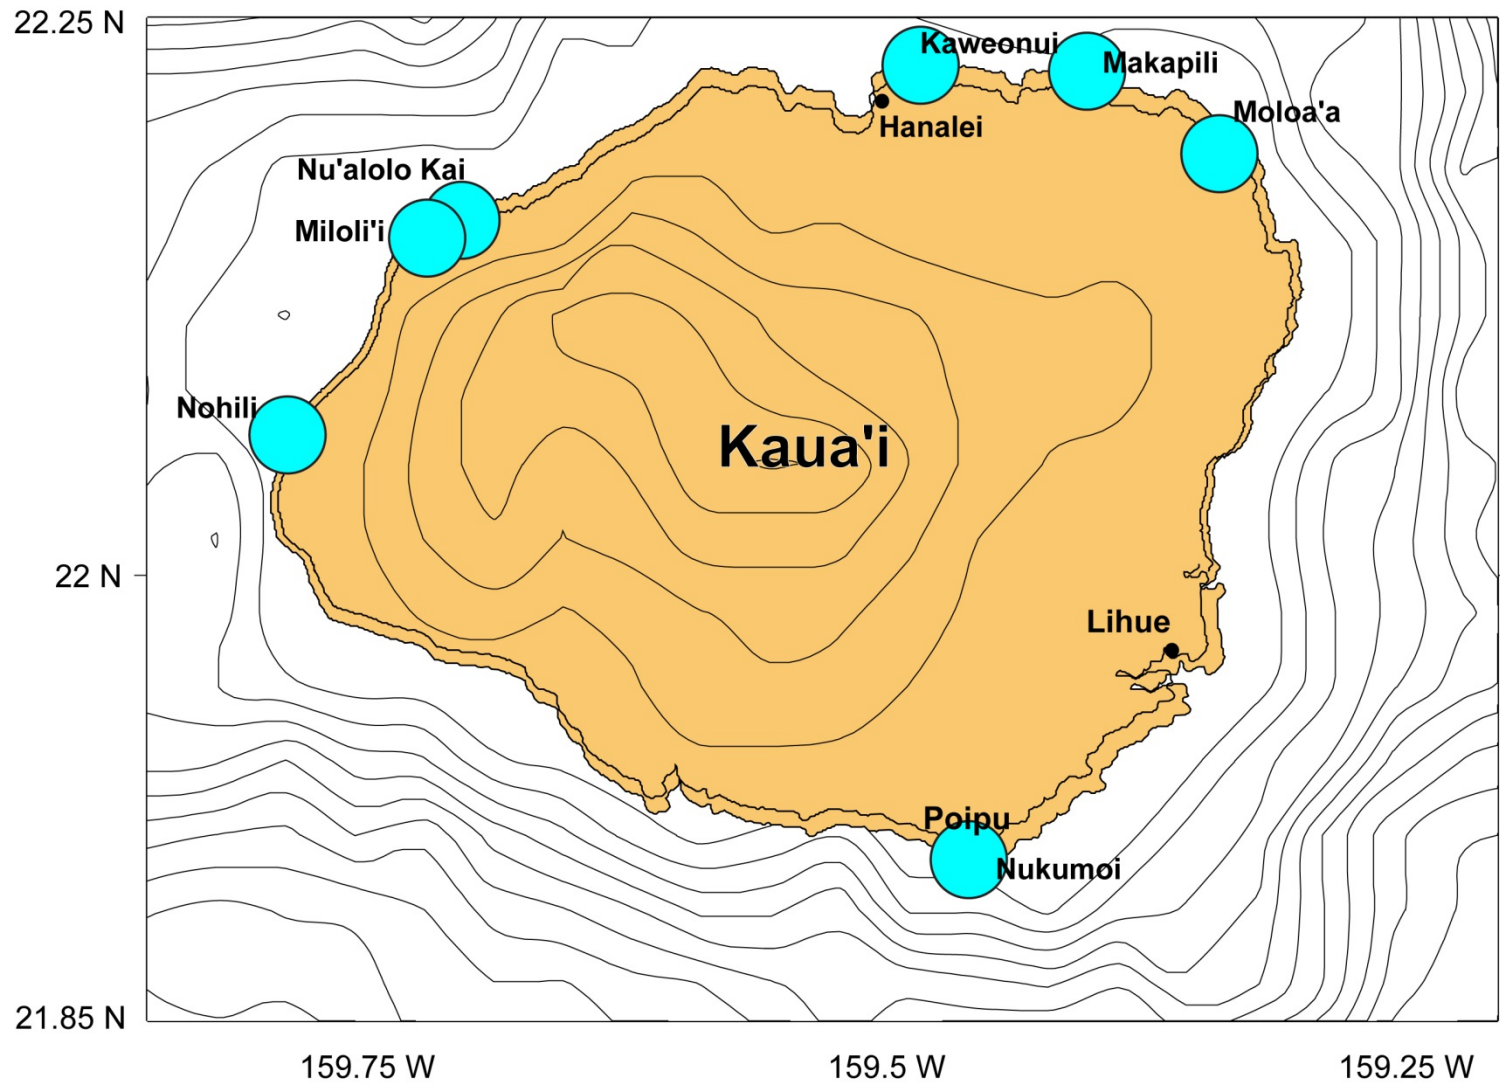 22.25 N
Kaweonui
Makapili
Moloa'a
Hanalei
Nu'alolo Kai
Miloli'i
Nohili
Kaua'i
22 N
Lihue
Poipu
Nukumoi
21.85 N
159.75 W
159.5 W
159.25 W